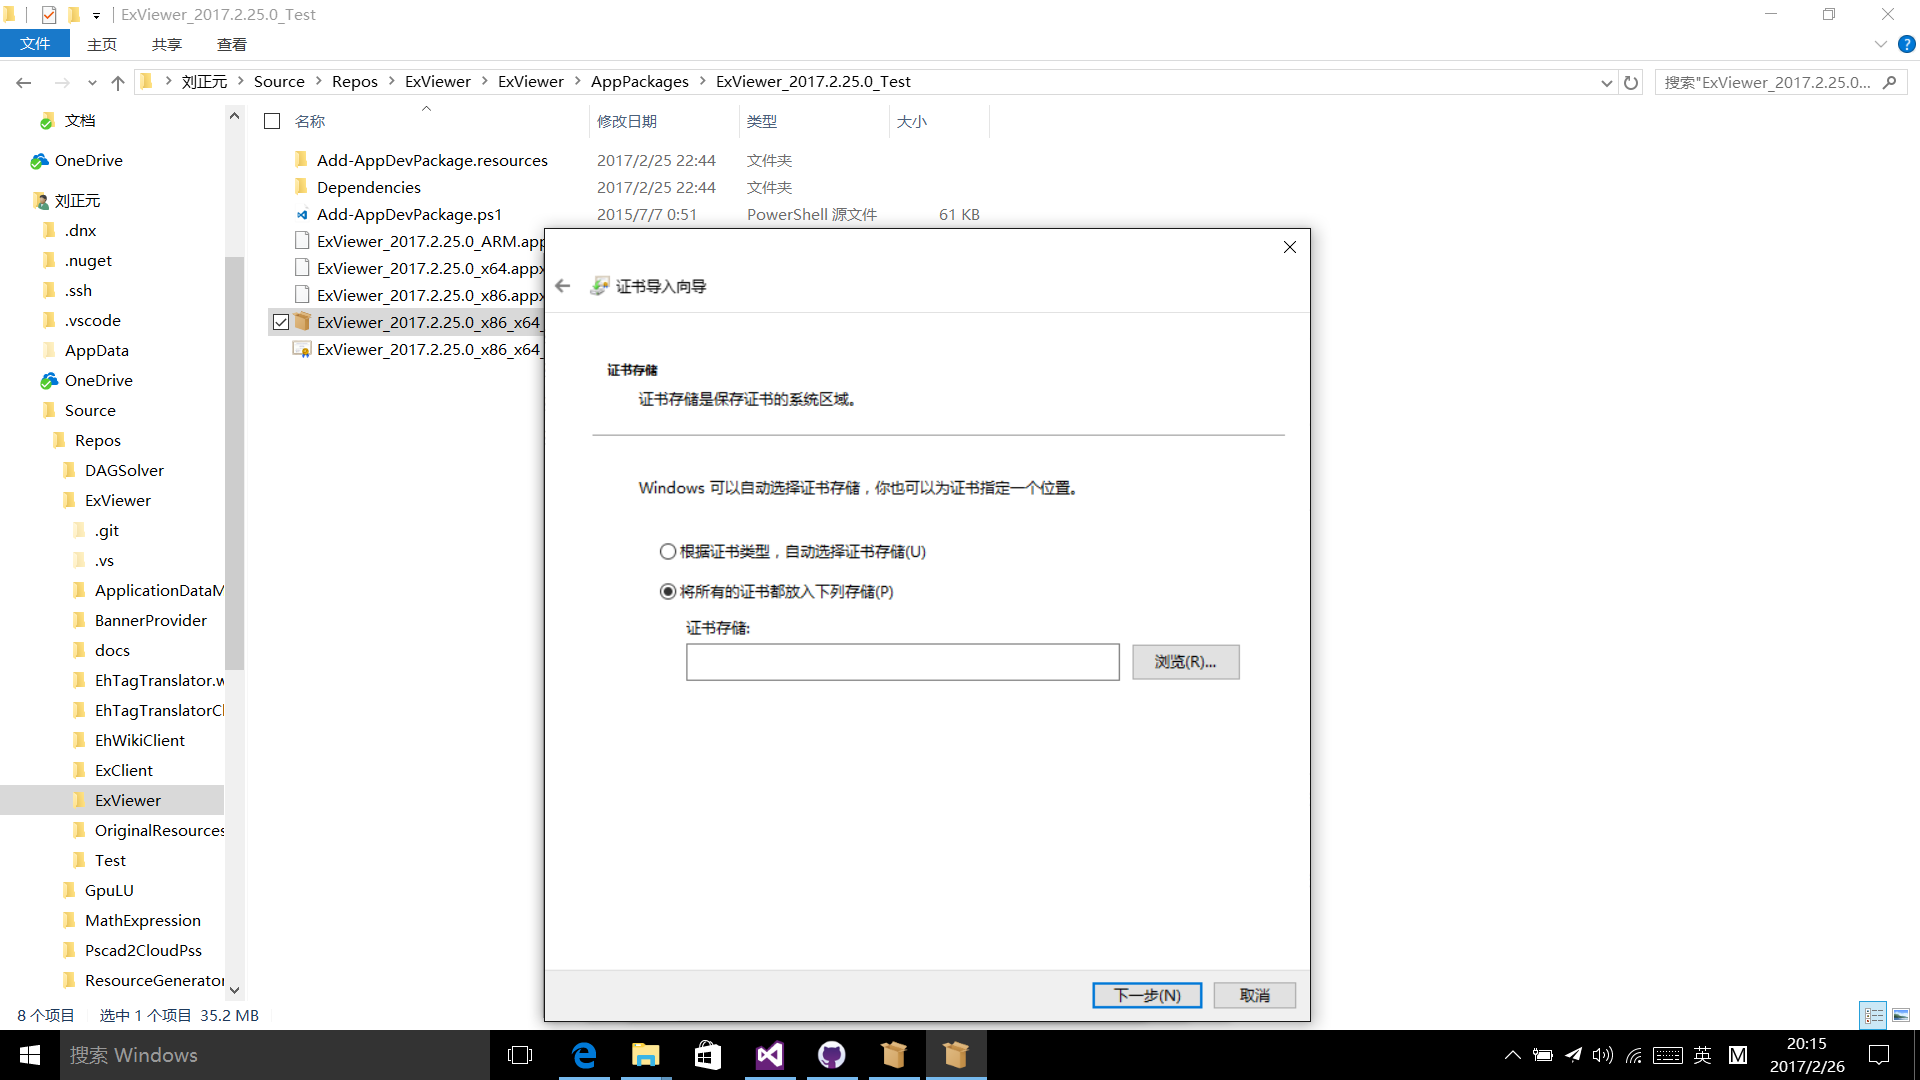 ExViewer_2017.2.25.0_Test
文件 主页 共享 查看
刘正元 Source Repos ExViewer ExViewer AppPackages ExViewer_2017.2.25.0_Test
搜索"ExViewer_2017.2.25.0...
名称 修改日期 类型 大小
Add-AppDevPackage.resources 2017/2/25 22:44 文件夹
Dependencies 2017/2/25 22:44 文件夹
Add-AppDevPackage.ps1 2015/7/7 0:51 PowerShell 源文件 61 KB
ExViewer_2017.2.25.0_ARM.app
ExViewer_2017.2.25.0_x64.appx
ExViewer_2017.2.25.0_x86.appx
ExViewer_2017.2.25.0_x86_x64_
ExViewer_2017.2.25.0_x86_x64_
文档
OneDrive
刘正元
.dnx
.nuget
.ssh
.vscode
AppData
OneDrive
Source
Repos
DAGSolver
ExViewer
.git
.vs
ApplicationDataM
BannerProvider
docs
EhTagTranslator.w
EhTagTranslatorCl
EhWikiClient
ExClient
ExViewer
OriginalResources
Test
GpuLU
MathExpression
Pscad2CloudPss
ResourceGenerator
证书导入向导
证书存储
证书存储是保存证书的系统区域。
Windows 可以自动选择证书存储，你也可以为证书指定一个位置。
根据证书类型，自动选择证书存储(U)
将所有的证书都放入下列存储(P)
证书存储:
浏览(R)...
下一步(N) 取消
8 个项目 选中 1 个项目 35.2 MB
搜索 Windows
英 M
20:15
2017/2/26